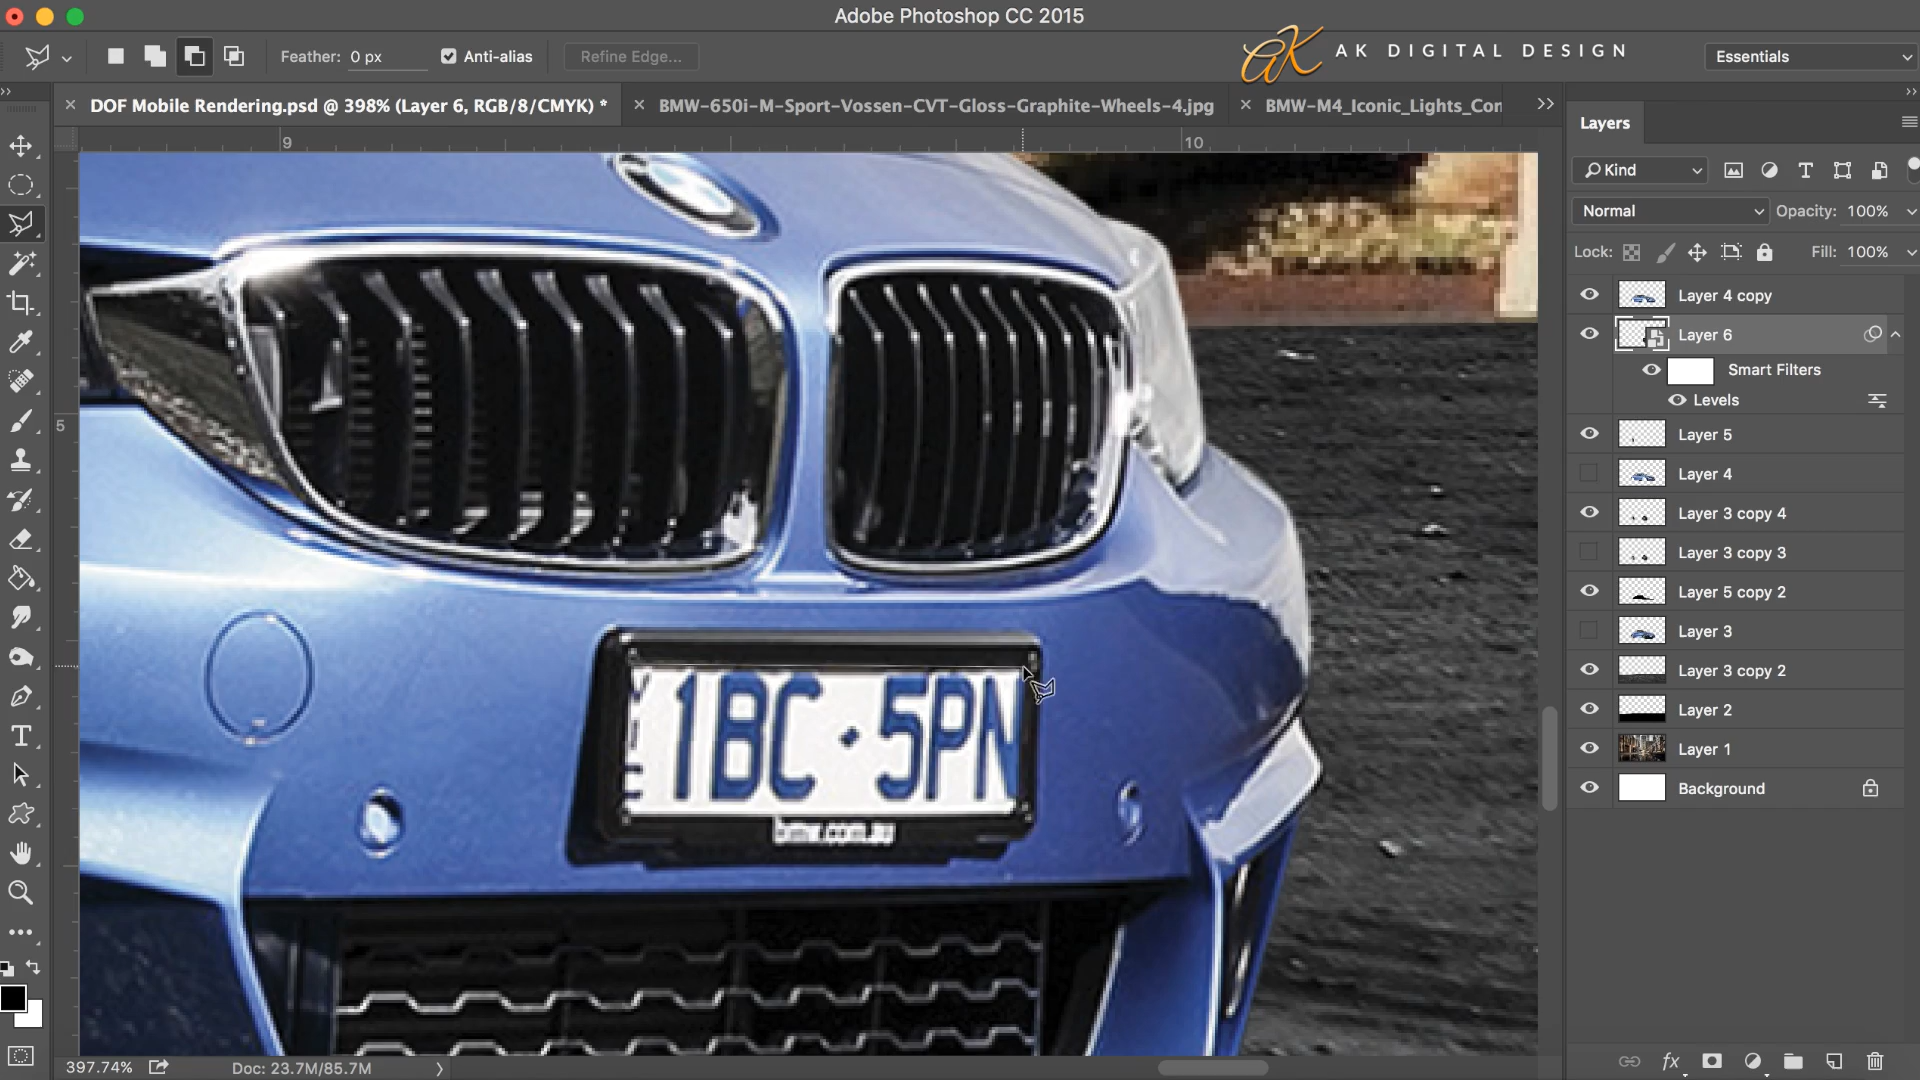 Adobe Photoshop CC 2015
Feather: 0 px
Anti-alias
Refine Edge...
AK DIGITAL DESIGN
Essentials
DOF Mobile Rendering.psd @ 398% (Layer 6, RGB/8/CMYK) *
BMW-650i-M-Sport-Vossen-CVT-Gloss-Graphite-Wheels-4.jpg
BMW-M4_Iconic_Lights_Con
9
10
5
Layers
Kind
Normal
Opacity: 100%
Lock:
Fill: 100%
Layer 4 copy
Layer 6
Smart Filters
Levels
Layer 5
Layer 4
Layer 3 copy 4
Layer 3 copy 3
Layer 5 copy 2
Layer 3
Layer 3 copy 2
Layer 2
Layer 1
Background
1BC·5PN
bmw.com.au
397.74%
Doc: 23.7M/85.7M
fx